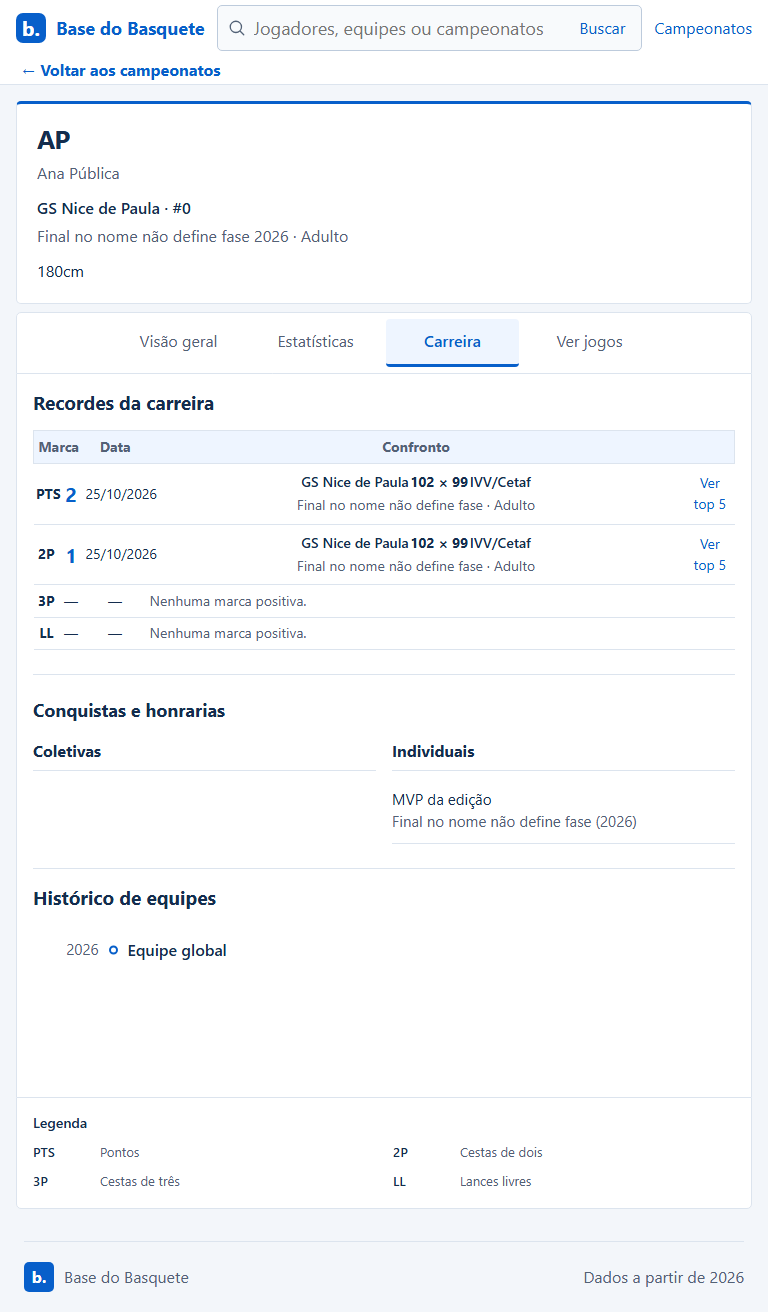 b. Base do Basquete
Jogadores, equipes ou campeonatos
Buscar
Campeonatos
← Voltar aos campeonatos
AP
Ana Pública
GS Nice de Paula · #0
Final no nome não define fase 2026 · Adulto
180cm
Visão geral
Estatísticas
Carreira
Ver jogos
Recordes da carreira
Marca Data Confronto
PTS 2 25/10/2026 GS Nice de Paula 102 × 99 IVV/Cetaf Ver
Final no nome não define fase · Adulto top 5
2P 1 25/10/2026 GS Nice de Paula 102 × 99 IVV/Cetaf Ver
Final no nome não define fase · Adulto top 5
3P — — Nenhuma marca positiva.
LL — — Nenhuma marca positiva.
Conquistas e honrarias
Coletivas
Individuais
MVP da edição
Final no nome não define fase (2026)
Histórico de equipes
2026 Equipe global
Legenda
PTS Pontos 2P Cestas de dois
3P Cestas de três LL Lances livres
b. Base do Basquete Dados a partir de 2026